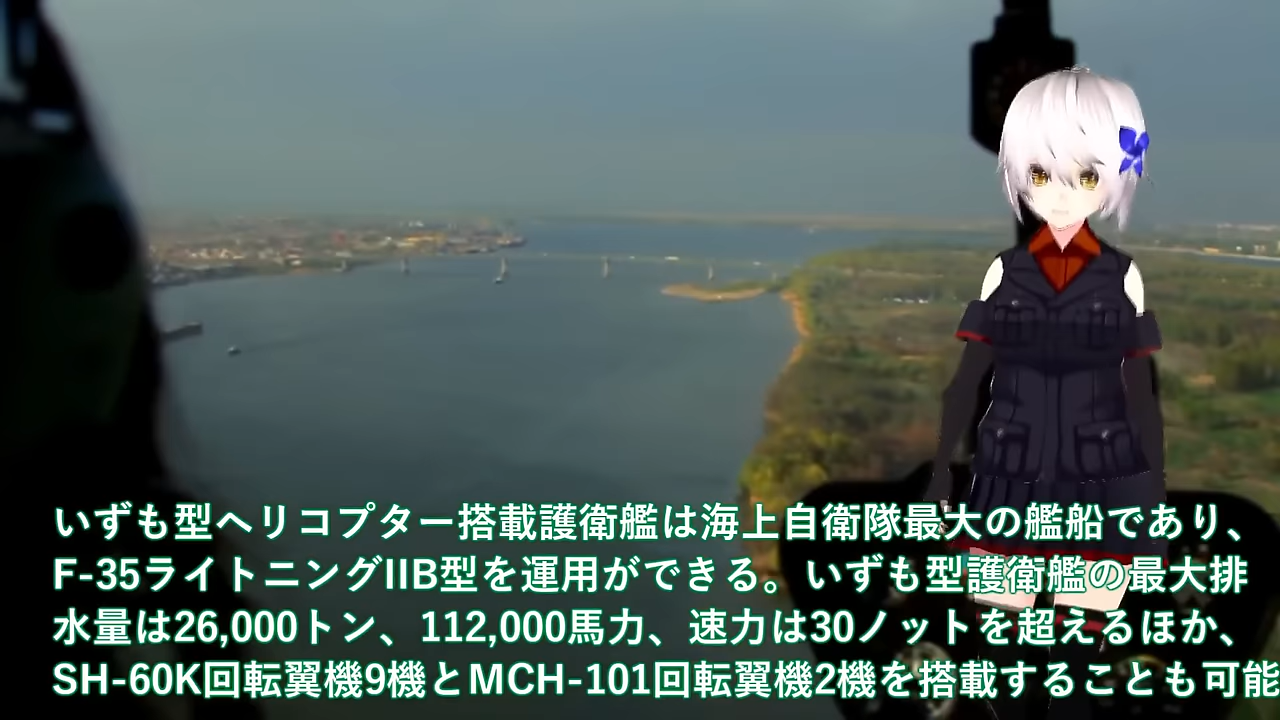 いずも型ヘリコプター搭載護衛艦は海上自衛隊最大の艦船であり、
F-35ライトニングIIB型を運用ができる。いずも型護衛艦の最大排
水量は26,000トン、112,000馬力、速力は30ノットを超えるほか、
SH-60K回転翼機9機とMCH-101回転翼機2機を搭載することも可能